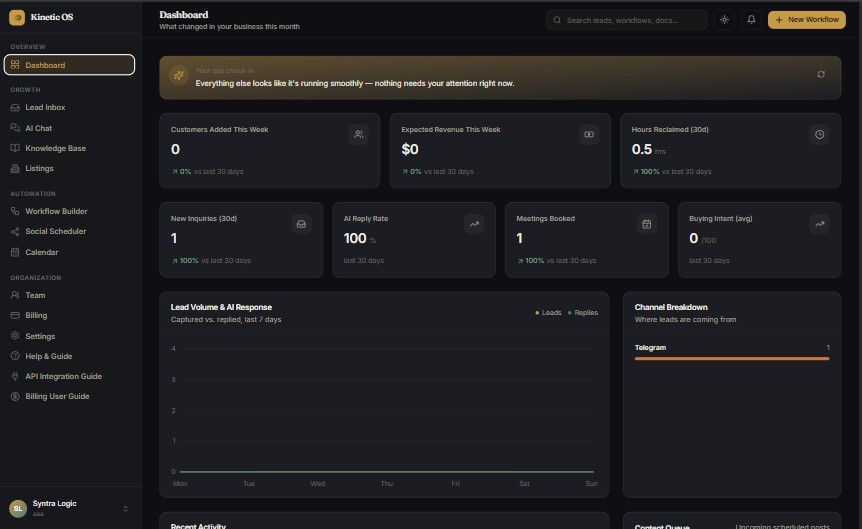 Kinetic OS
OVERVIEW
Dashboard
GROWTH
Lead Inbox
AI Chat
Knowledge Base
Listings
AUTOMATION
Workflow Builder
Social Scheduler
Calendar
ORGANIZATION
Team
Billing
Settings
Help & Guide
API Integration Guide
Billing User Guide
Syntra Logic
Dashboard
What changed in your business this month
Search leads, workflows, docs...
New Workflow
Your ops check-in
Everything else looks like it's running smoothly — nothing needs your attention right now.
Customers Added This Week
0
0% vs last 30 days
Expected Revenue This Week
$0
0% vs last 30 days
Hours Reclaimed (30d)
0.5 hrs
100% vs last 30 days
New Inquiries (30d)
1
100% vs last 30 days
AI Reply Rate
100 %
last 30 days
Meetings Booked
1
100% vs last 30 days
Buying Intent (avg)
0 /100
last 30 days
Lead Volume & AI Response
Captured vs. replied, last 7 days
Leads Replies
4
3
2
1
0
Mon Tue Wed Thu Fri Sat Sun
Channel Breakdown
Where leads are coming from
Telegram 1
Recent Activity
Content Queue Upcoming scheduled posts
SL